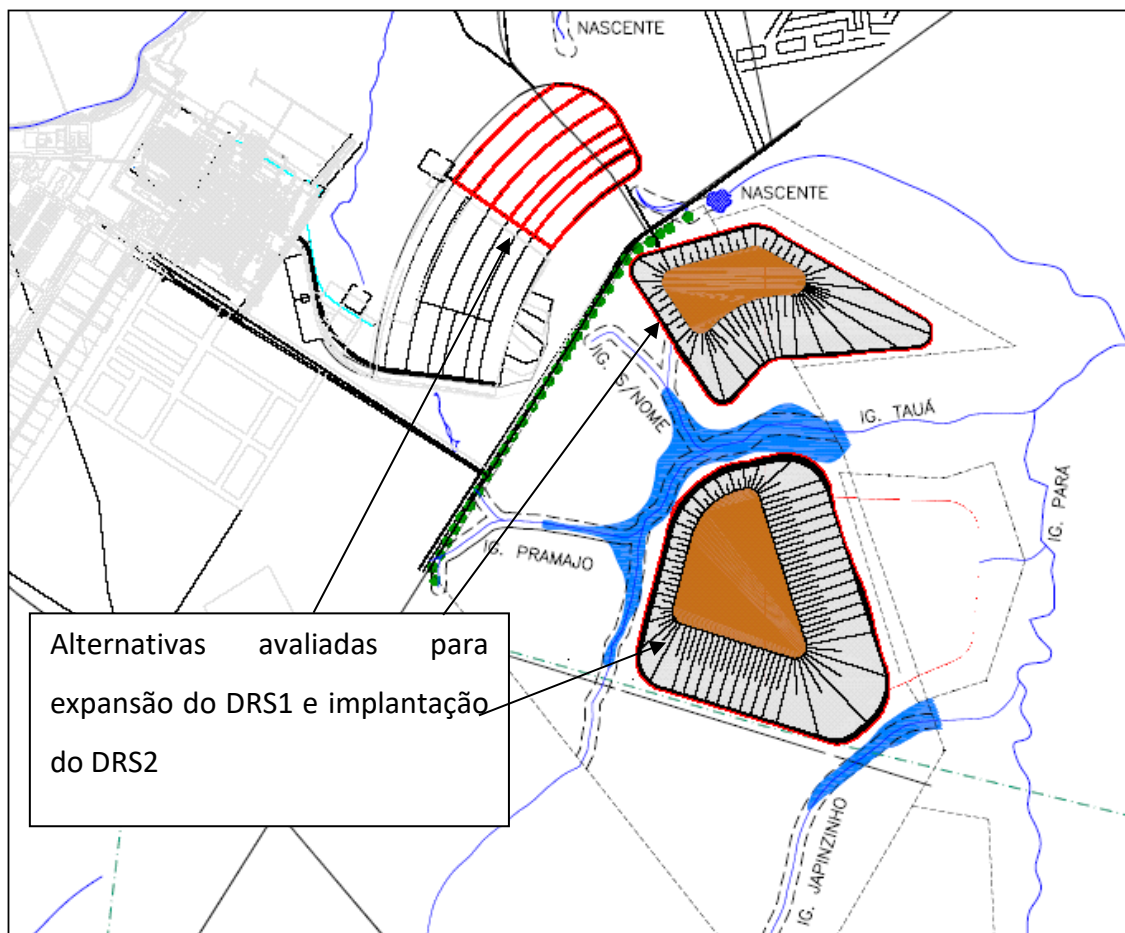 NASCENTE
NASCENTE
IG. S/NOME
IG. TAUÁ
IG. PARÁ
IG. PRAMAJO
Alternativas avaliadas para
expansão do DRS1 e implantação
do DRS2
IG. JAPINZINHO